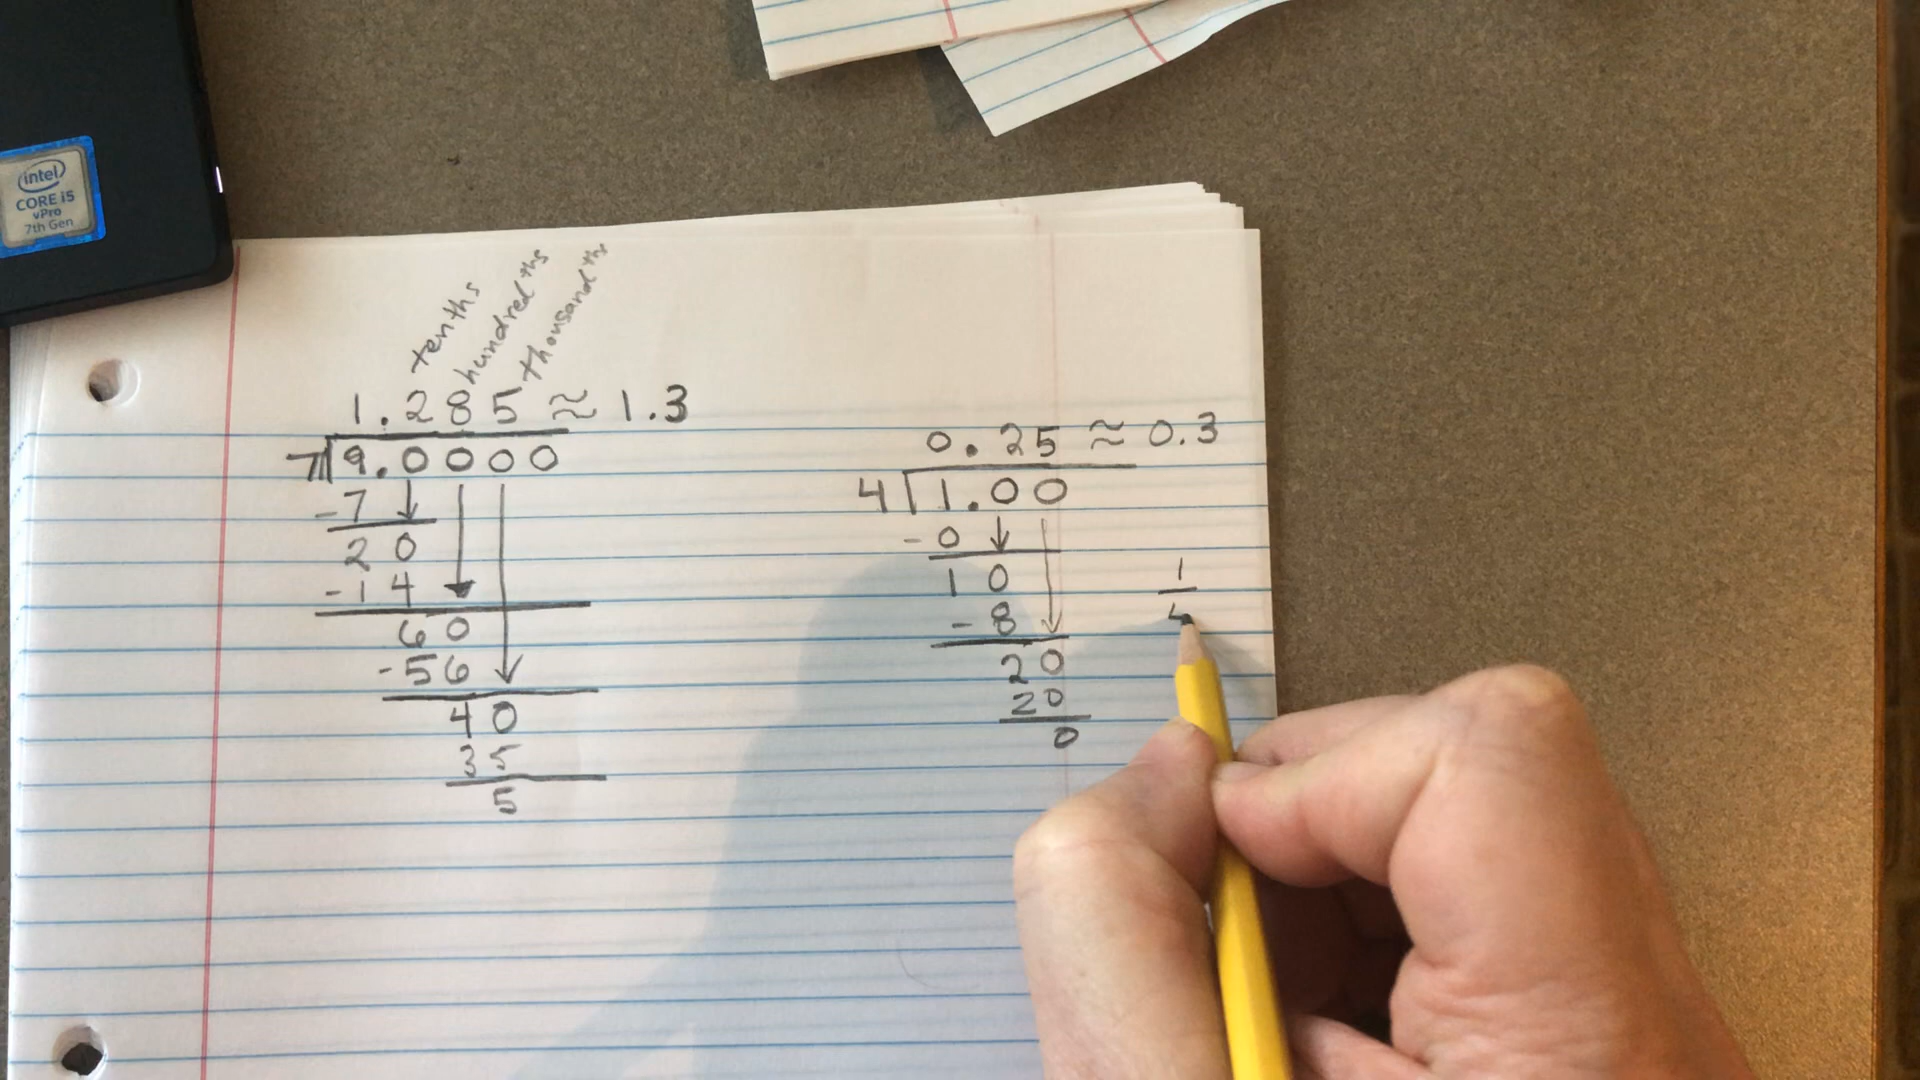 intel
CORE i5
vPro
7th Gen
tenths
hundredths
thousandths
1.285 ≈ 1.3
7 9.0000
-7
20
-14
60
-56
40
35
5
0.25 ≈ 0.3
4 1.00
-0
10
-8
20
20
0
1